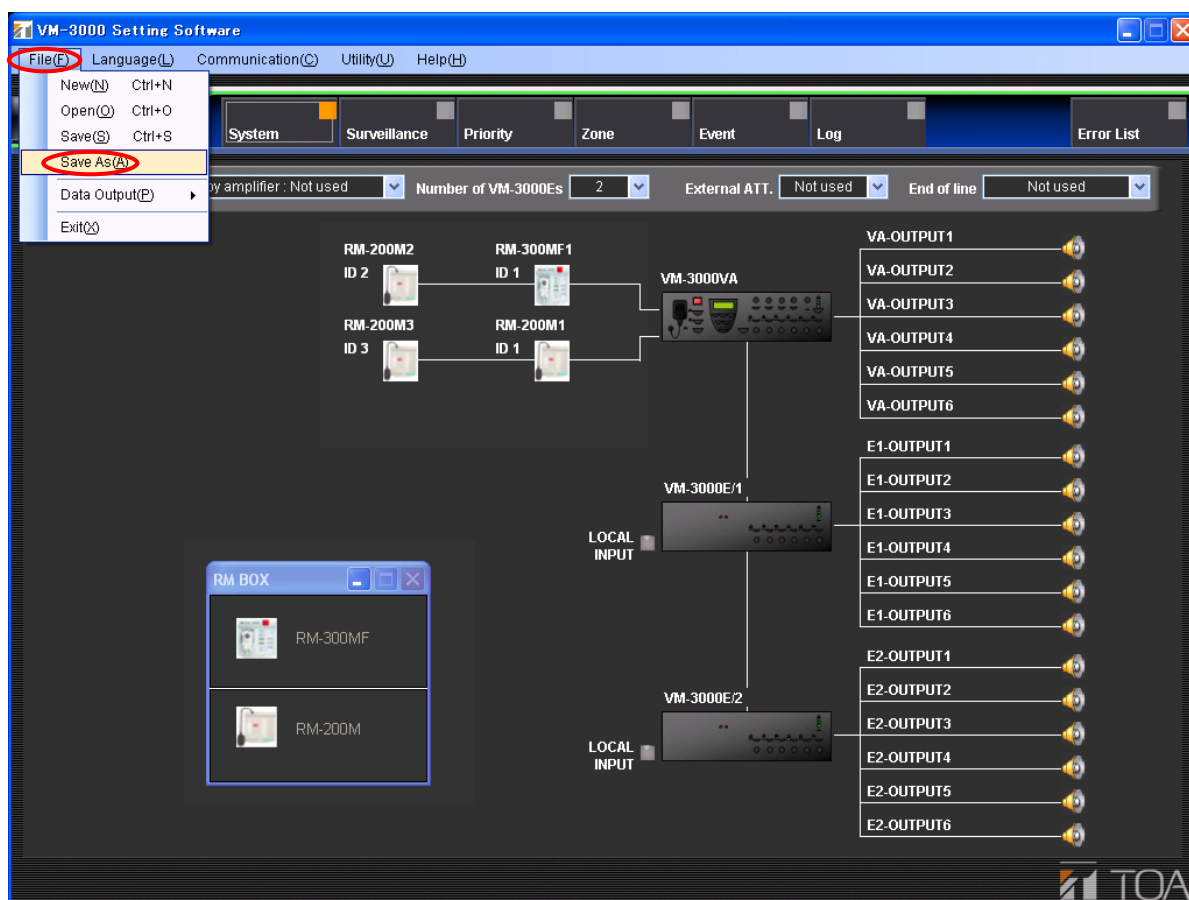 VM-3000 Setting Software
File(F) Language(L) Communication(C) Utility(U) Help(H)
New(N) Ctrl+N
Open(O) Ctrl+O
Save(S) Ctrl+S
Save As(A)
Data Output(P)
Exit(X)
System Surveillance Priority Zone Event Log Error List
by amplifier : Not used Number of VM-3000Es 2 External ATT. Not used End of line Not used
RM-200M2 RM-300MF1
ID 2 ID 1
RM-200M3 RM-200M1
ID 3 ID 1
VM-3000VA
VA-OUTPUT1
VA-OUTPUT2
VA-OUTPUT3
VA-OUTPUT4
VA-OUTPUT5
VA-OUTPUT6
VM-3000E/1
LOCAL
INPUT
E1-OUTPUT1
E1-OUTPUT2
E1-OUTPUT3
E1-OUTPUT4
E1-OUTPUT5
E1-OUTPUT6
RM BOX
RM-300MF
RM-200M
VM-3000E/2
LOCAL
INPUT
E2-OUTPUT1
E2-OUTPUT2
E2-OUTPUT3
E2-OUTPUT4
E2-OUTPUT5
E2-OUTPUT6
TOA